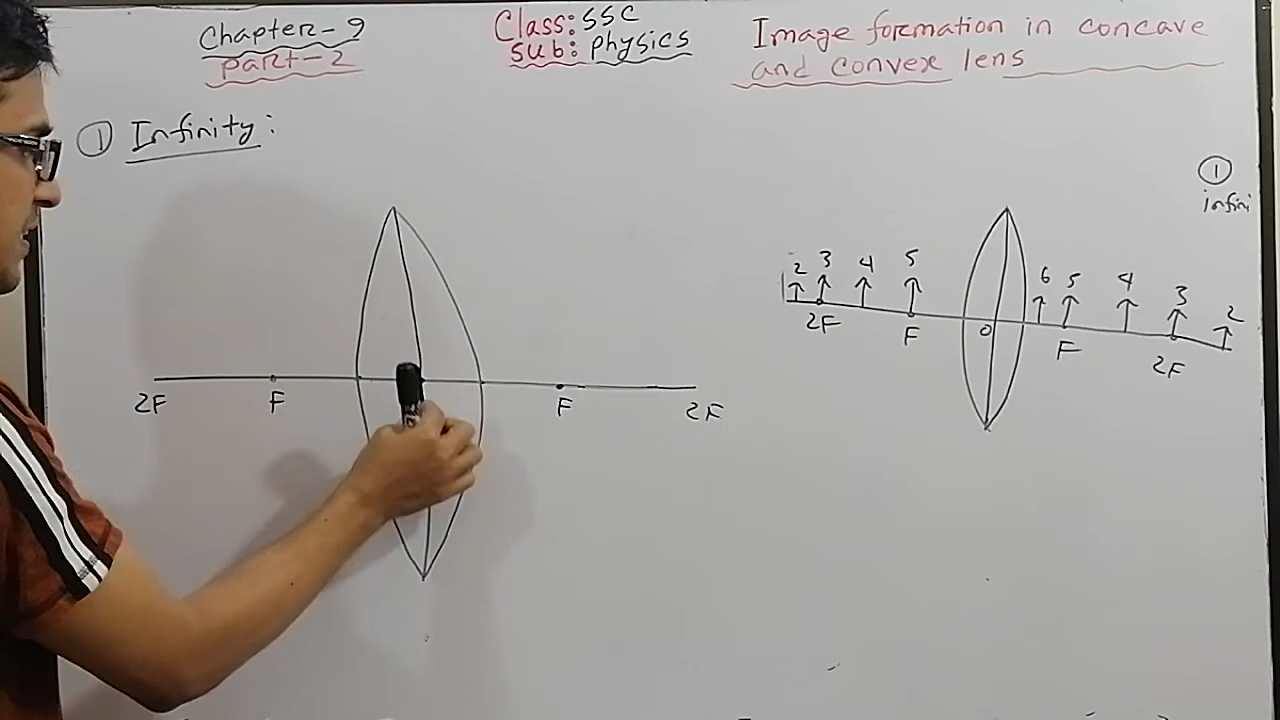 Chapter-9
Part-2
Class: SSC
Sub: Physics
Image formation in concave
and convex lens
① Infinity:
2F F F 2F
①
infini
2 3 4 5 6 5 4 3 2
2F F O F 2F